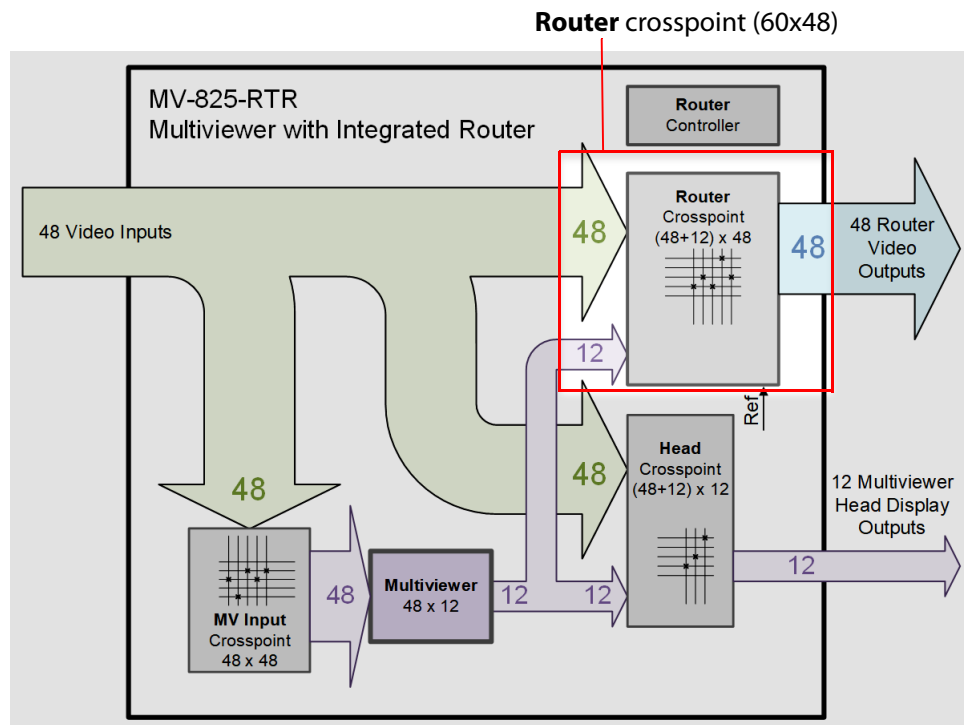 Router crosspoint (60x48)
MV-825-RTR
Multiviewer with Integrated Router
Router
Controller
48 Video Inputs
48
Router
Crosspoint
(48+12) x 48
48
48 Router
Video
Outputs
12
Ref
48
48
Head
Crosspoint
(48+12) x 12
12 Multiviewer
Head Display
Outputs
MV Input
Crosspoint
48 x 48
48
Multiviewer
48 x 12
12
12
12